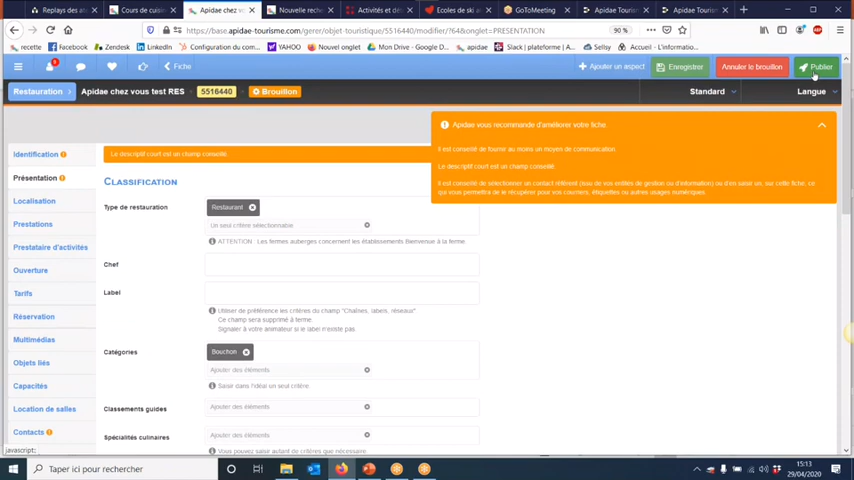 Replays des ate
Cours de cuisin
Apidae chez vo
Nouvelle reche
Activités et déc
Ecoles de ski al
GoToMeeting
Apidae Touris
Apidae Touris
https://base.apidae-tourisme.com/gerer/objet-touristique/5516440/modifier/?64&onglet=PRESENTATION
90 %
recette
Facebook
Zendesk
LinkedIn
Configuration du com...
YAHOO
Nouvel onglet
Mon Drive - Google D...
Apidae
Slack | plateforme | A...
Sellsy
Accueil - L'informatio...
Fiche
Ajouter un aspect
Enregistrer
Annuler le brouillon
Publier
Restauration
Apidae chez vous test RES
5516440
Brouillon
Standard
Langue
Apidae vous recommande d'améliorer votre fiche.
Il est conseillé de fournir au moins un moyen de communication
Le descriptif court est un champ conseillé.
Il est conseillé de sélectionner un contact référent (issu de vos entités de gestion ou d'information) ou d'en saisir un, sur cette fiche, ce
qui vous permettra de le récupérer pour vos courriers, étiquettes ou autres usages numériques.
Identification
Le descriptif court est un champ conseillé.
Présentation
Classification
Localisation
Type de restauration
Restaurant
Prestations
Un seul critère sélectionnable
Prestataire d'activités
ATTENTION : Les fermes auberges concernent les établissements Bienvenue à la ferme.
Ouverture
Chef
Tarifs
Label
Réservation
Utiliser de préférence les critères du champ "Chaînes, labels, réseaux"
Ce champ sera supprimé à terme.
Signaler à votre animateur si le label n'existe pas.
Multimédias
Catégories
Bouchon
Objets liés
Ajouter des éléments
Capacités
Saisir dans l'idéal un seul critère.
Location de salles
Classements guides
Ajouter des éléments
Contacts
Spécialités culinaires
Ajouter des éléments
javascript:
Vous pouvez saisir autant de critères que nécessaire.
Taper ici pour rechercher
15:13
29/04/2020